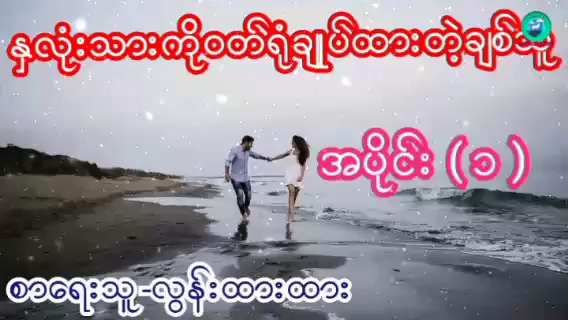 နှလုံးသားကိုဝတ်ရုံချုပ်ထားတဲ့ချစ်သူ
အပိုင်း (၁)
စာရေးသူ-လွန်းထားထား